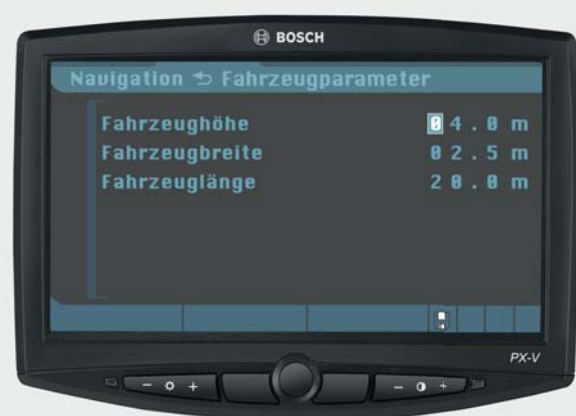 BOSCH
Navigation ⮌ Fahrzeugparameter
Fahrzeughöhe 04.0 m
Fahrzeugbreite 02.5 m
Fahrzeuglänge 20.0 m
PX-V
- +
- +